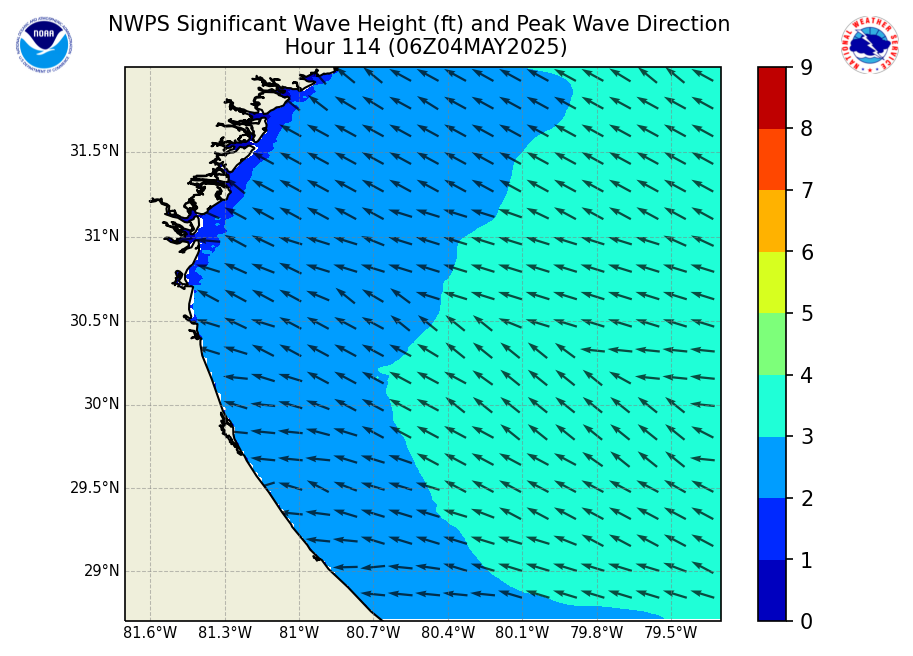 NWPS Significant Wave Height (ft) and Peak Wave Direction
Hour 114 (06Z04MAY2025)
NOAA
NATIONAL WEATHER SERVICE
31.5°N
31°N
30.5°N
30°N
29.5°N
29°N
81.6°W 81.3°W 81°W 80.7°W 80.4°W 80.1°W 79.8°W 79.5°W
9
8
7
6
5
4
3
2
1
0